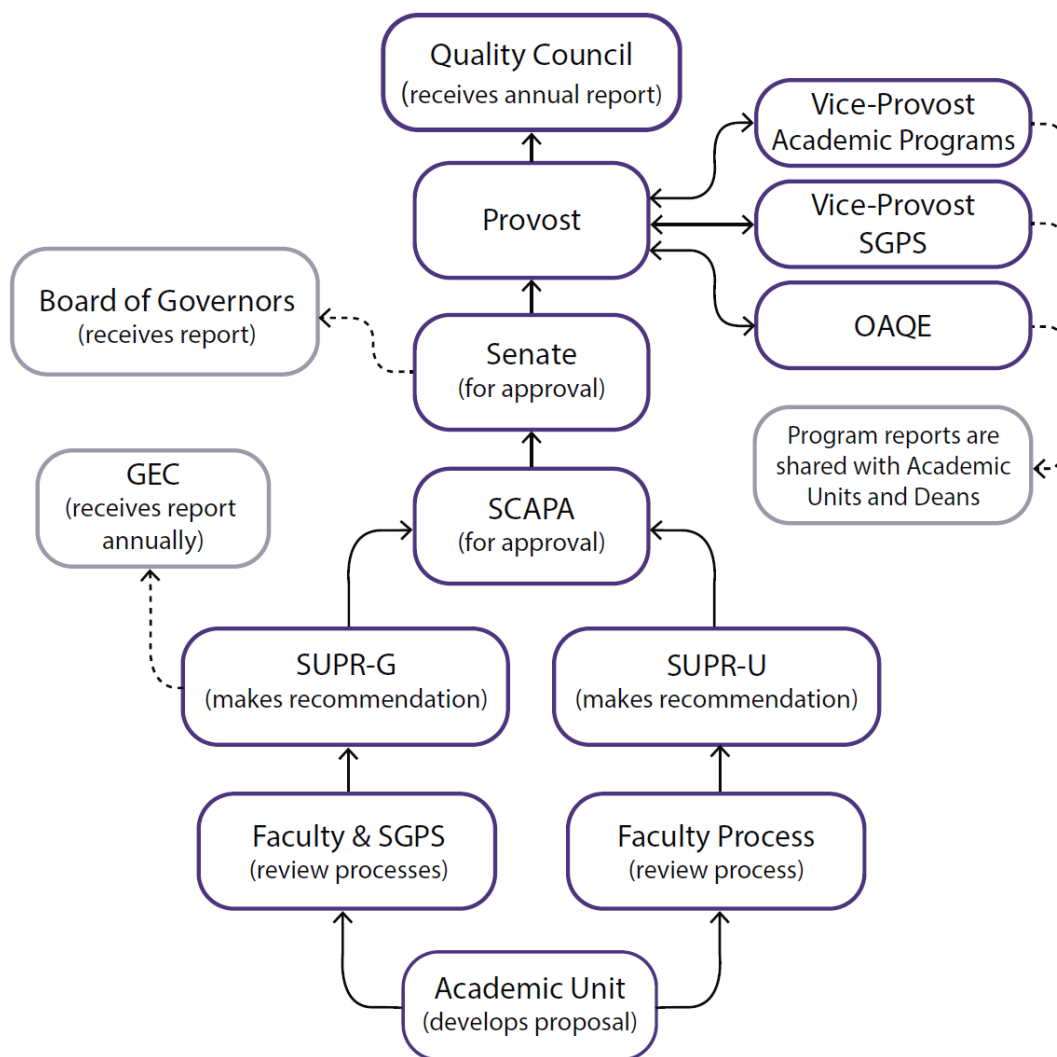 Quality Council
(receives annual report)
Vice-Provost
Academic Programs
Provost
Vice-Provost
SGPS
Board of Governors
(receives report)
OAQE
Senate
(for approval)
Program reports are
shared with Academic
Units and Deans
GEC
(receives report
annually)
SCAPA
(for approval)
SUPR-G
(makes recommendation)
SUPR-U
(makes recommendation)
Faculty & SGPS
(review processes)
Faculty Process
(review process)
Academic Unit
(develops proposal)